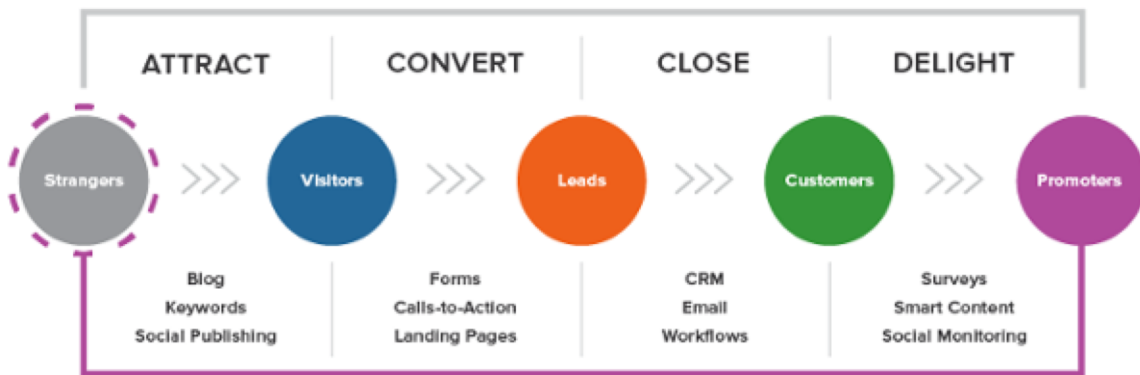 ATTRACT
CONVERT
CLOSE
DELIGHT
Strangers
Visitors
Leads
Customers
Promoters
Blog
Keywords
Social Publishing
Forms
Calls-to-Action
Landing Pages
CRM
Email
Workflows
Surveys
Smart Content
Social Monitoring